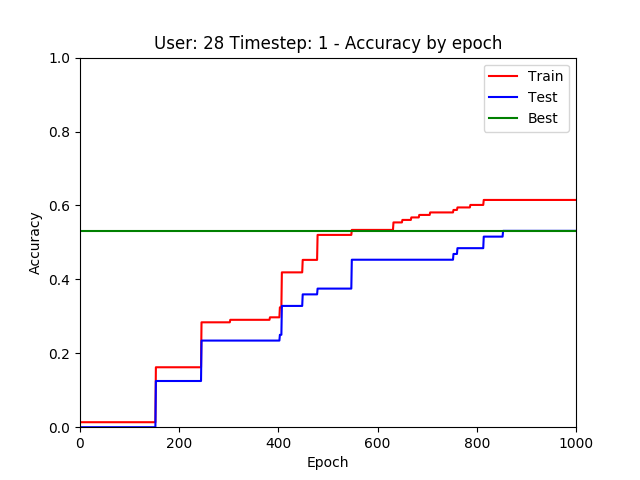 User: 28 Timestep: 1 - Accuracy by epoch
Train
Test
Best
1.0
0.8
0.6
0.4
0.2
0.0
Accuracy
0 200 400 600 800 1000
Epoch